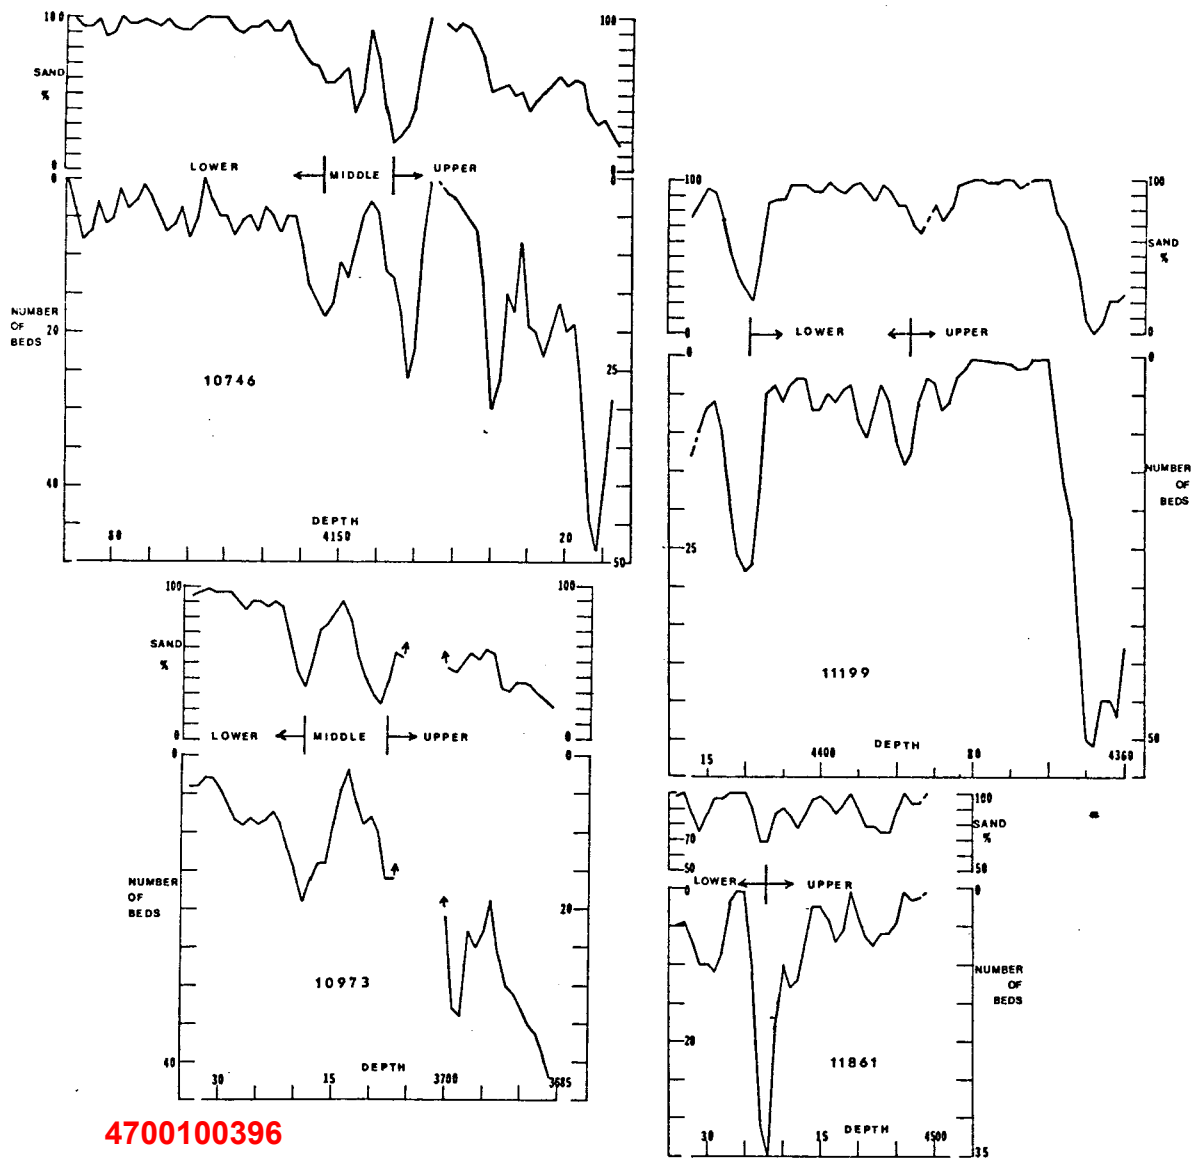 100
100
SAND
%
0
0
LOWER
MIDDLE
UPPER
0
0
NUMBER
OF
BEDS
20
25
10746
40
DEPTH
80
4150
20
50
100
100
SAND
%
0
0
LOWER
UPPER
0
0
NUMBER
OF
BEDS
25
11199
50
DEPTH
15
4400
80
4360
100
100
SAND
%
0
0
LOWER
MIDDLE
UPPER
0
0
NUMBER
OF
BEDS
20
10973
40
DEPTH
30
15
3700
3685
100
SAND
%
70
50
50
LOWER
UPPER
0
0
NUMBER
OF
BEDS
20
11861
DEPTH
30
15
4500
35
4700100396